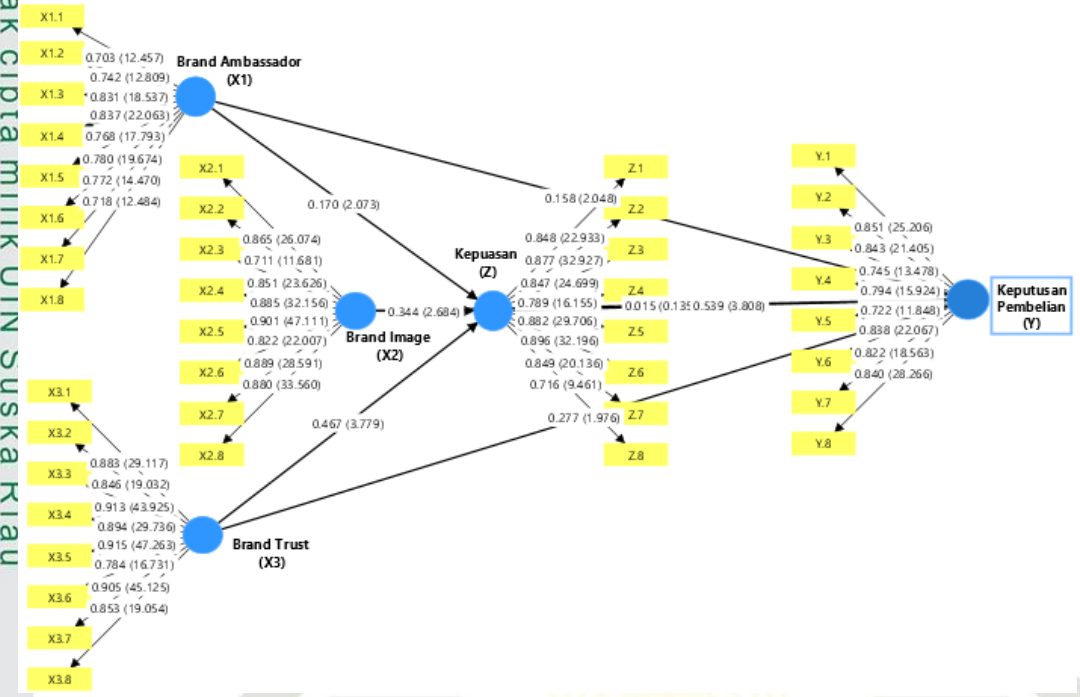 ak cipta milik UIN Suska Riau
X1.1
X1.2
X1.3
X1.4
X1.5
X1.6
X1.7
X1.8
0.703 (12.457)
0.742 (12.809)
0.831 (18.537)
0.837 (22.063)
0.768 (17.793)
0.780 (19.674)
0.772 (14.470)
0.718 (12.484)
Brand Ambassador
(X1)
0.170 (2.073)
0.158 (2.048)
X2.1
X2.2
X2.3
X2.4
X2.5
X2.6
X2.7
X2.8
0.865 (26.074)
0.711 (11.681)
0.851 (23.626)
0.885 (32.156)
0.901 (47.111)
0.822 (22.007)
0.889 (28.591)
0.880 (33.560)
Brand Image
(X2)
0.344 (2.684)
X3.1
X3.2
X3.3
X3.4
X3.5
X3.6
X3.7
X3.8
0.883 (29.117)
0.846 (19.032)
0.913 (43.925)
0.894 (29.736)
0.915 (47.263)
0.784 (16.731)
0.905 (45.125)
0.853 (19.054)
Brand Trust
(X3)
0.467 (3.779)
0.277 (1.976)
Kepuasan
(Z)
0.848 (22.933)
0.877 (32.927)
0.847 (24.699)
0.789 (16.155)
0.882 (29.706)
0.896 (32.196)
0.849 (20.136)
0.716 (9.461)
Z.1
Z.2
Z.3
Z.4
Z.5
Z.6
Z.7
Z.8
0.015 (0.135 0.539 (3.808)
Y.1
Y.2
Y.3
Y.4
Y.5
Y.6
Y.7
Y.8
0.851 (25.206)
0.843 (21.405)
0.745 (13.478)
0.794 (15.924)
0.722 (11.848)
0.838 (22.067)
0.822 (18.563)
0.840 (28.266)
Keputusan
Pembelian
(Y)